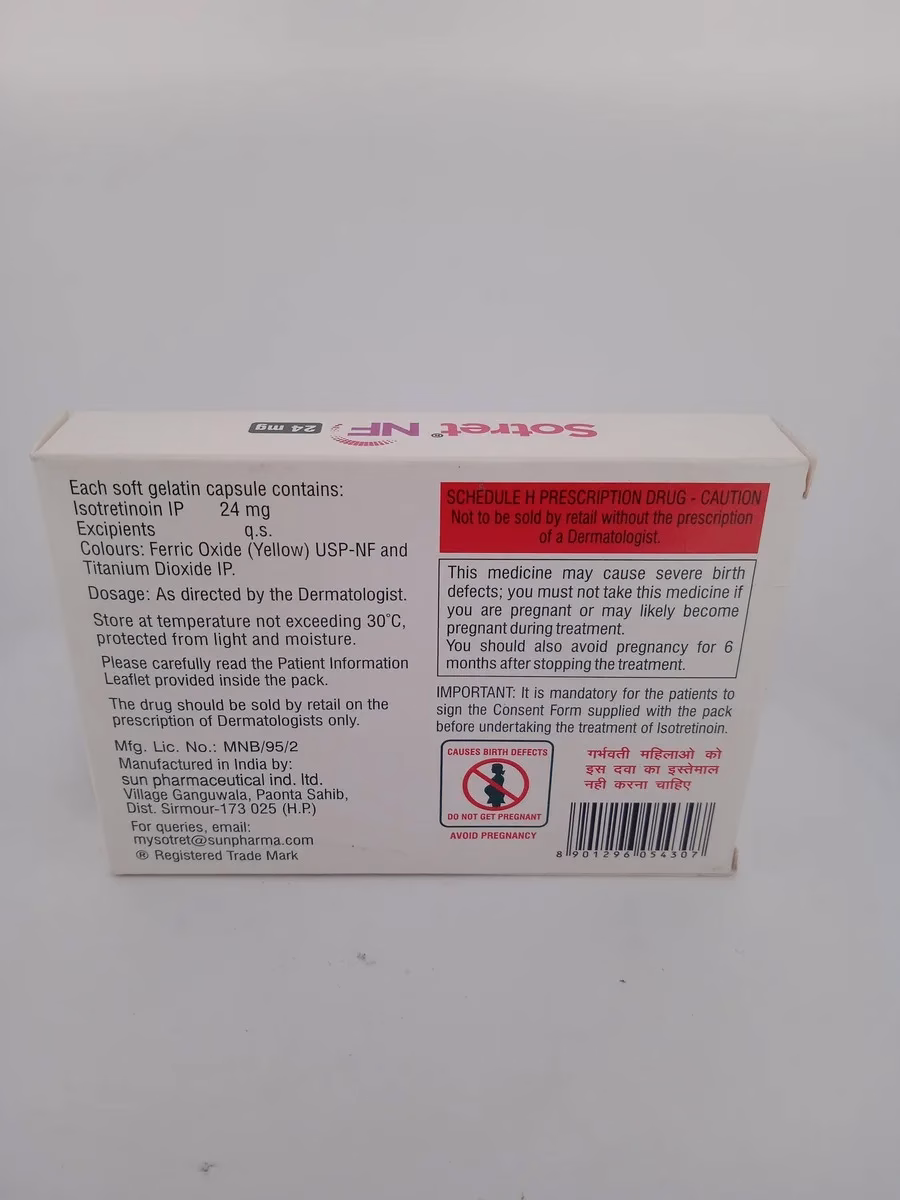 Sotret® NF 24 mg
Each soft gelatin capsule contains:
Isotretinoin IP 24 mg
Excipients q.s.
Colours: Ferric Oxide (Yellow) USP-NF and
Titanium Dioxide IP.
Dosage: As directed by the Dermatologist.
Store at temperature not exceeding 30°C,
protected from light and moisture.
Please carefully read the Patient Information
Leaflet provided inside the pack.
The drug should be sold by retail on the
prescription of Dermatologists only.
Mfg. Lic. No.: MNB/95/2
Manufactured in India by:
sun pharmaceutical ind. ltd.
Village Ganguwala, Paonta Sahib,
Dist. Sirmour-173 025 (H.P.)
For queries, email:
mysotret@sunpharma.com
® Registered Trade Mark
SCHEDULE H PRESCRIPTION DRUG - CAUTION
Not to be sold by retail without the prescription
of a Dermatologist.
This medicine may cause severe birth
defects; you must not take this medicine if
you are pregnant or may likely become
pregnant during treatment.
You should also avoid pregnancy for 6
months after stopping the treatment.
IMPORTANT: It is mandatory for the patients to
sign the Consent Form supplied with the pack
before undertaking the treatment of Isotretinoin.
CAUSES BIRTH DEFECTS
DO NOT GET PREGNANT
AVOID PREGNANCY
गर्भवती महिलाओ को
इस दवा का इस्तेमाल
नही करना चाहिए
8 901296 054307